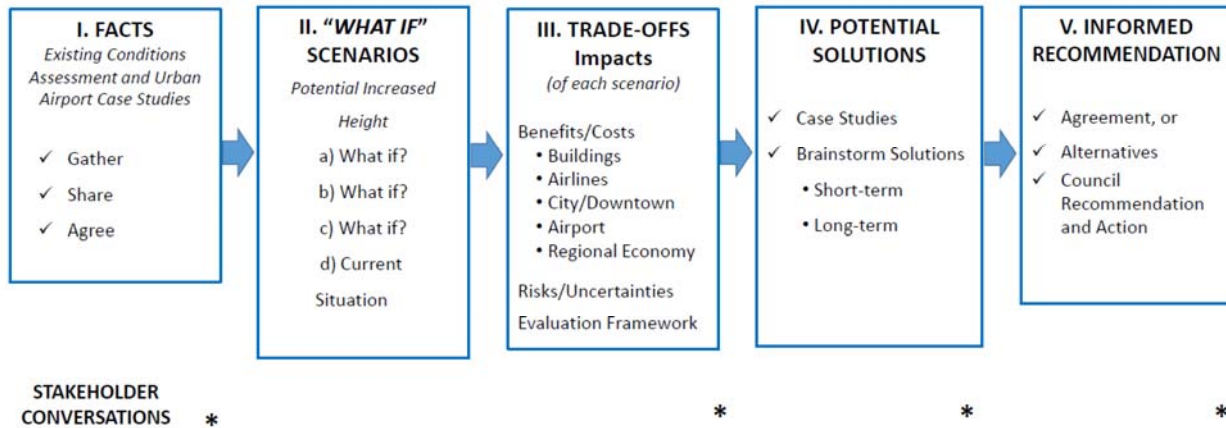 I. FACTS
Existing Conditions
Assessment and Urban
Airport Case Studies
✓ Gather
✓ Share
✓ Agree
II. “WHAT IF”
SCENARIOS
Potential Increased
Height
a) What if?
b) What if?
c) What if?
d) Current
Situation
III. TRADE-OFFS
Impacts
(of each scenario)
Benefits/Costs
• Buildings
• Airlines
• City/Downtown
• Airport
• Regional Economy
Risks/Uncertainties
Evaluation Framework
IV. POTENTIAL
SOLUTIONS
✓ Case Studies
✓ Brainstorm Solutions
• Short-term
• Long-term
V. INFORMED
RECOMMENDATION
✓ Agreement, or
✓ Alternatives
✓ Council
Recommendation
and Action
STAKEHOLDER
CONVERSATIONS * * * *